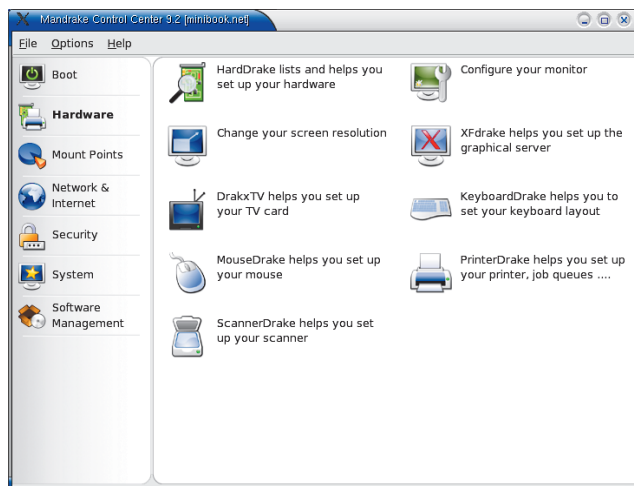 Mandrake Control Center 9.2 [minibook.net]
File Options Help
Boot
Hardware
Mount Points
Network &
Internet
Security
System
Software
Management
HardDrake lists and helps you
set up your hardware
Configure your monitor
Change your screen resolution
XFdrake helps you set up the
graphical server
DrakxTV helps you set up
your TV card
KeyboardDrake helps you to
set your keyboard layout
MouseDrake helps you set up
your mouse
PrinterDrake helps you set up
your printer, job queues ....
ScannerDrake helps you set
up your scanner